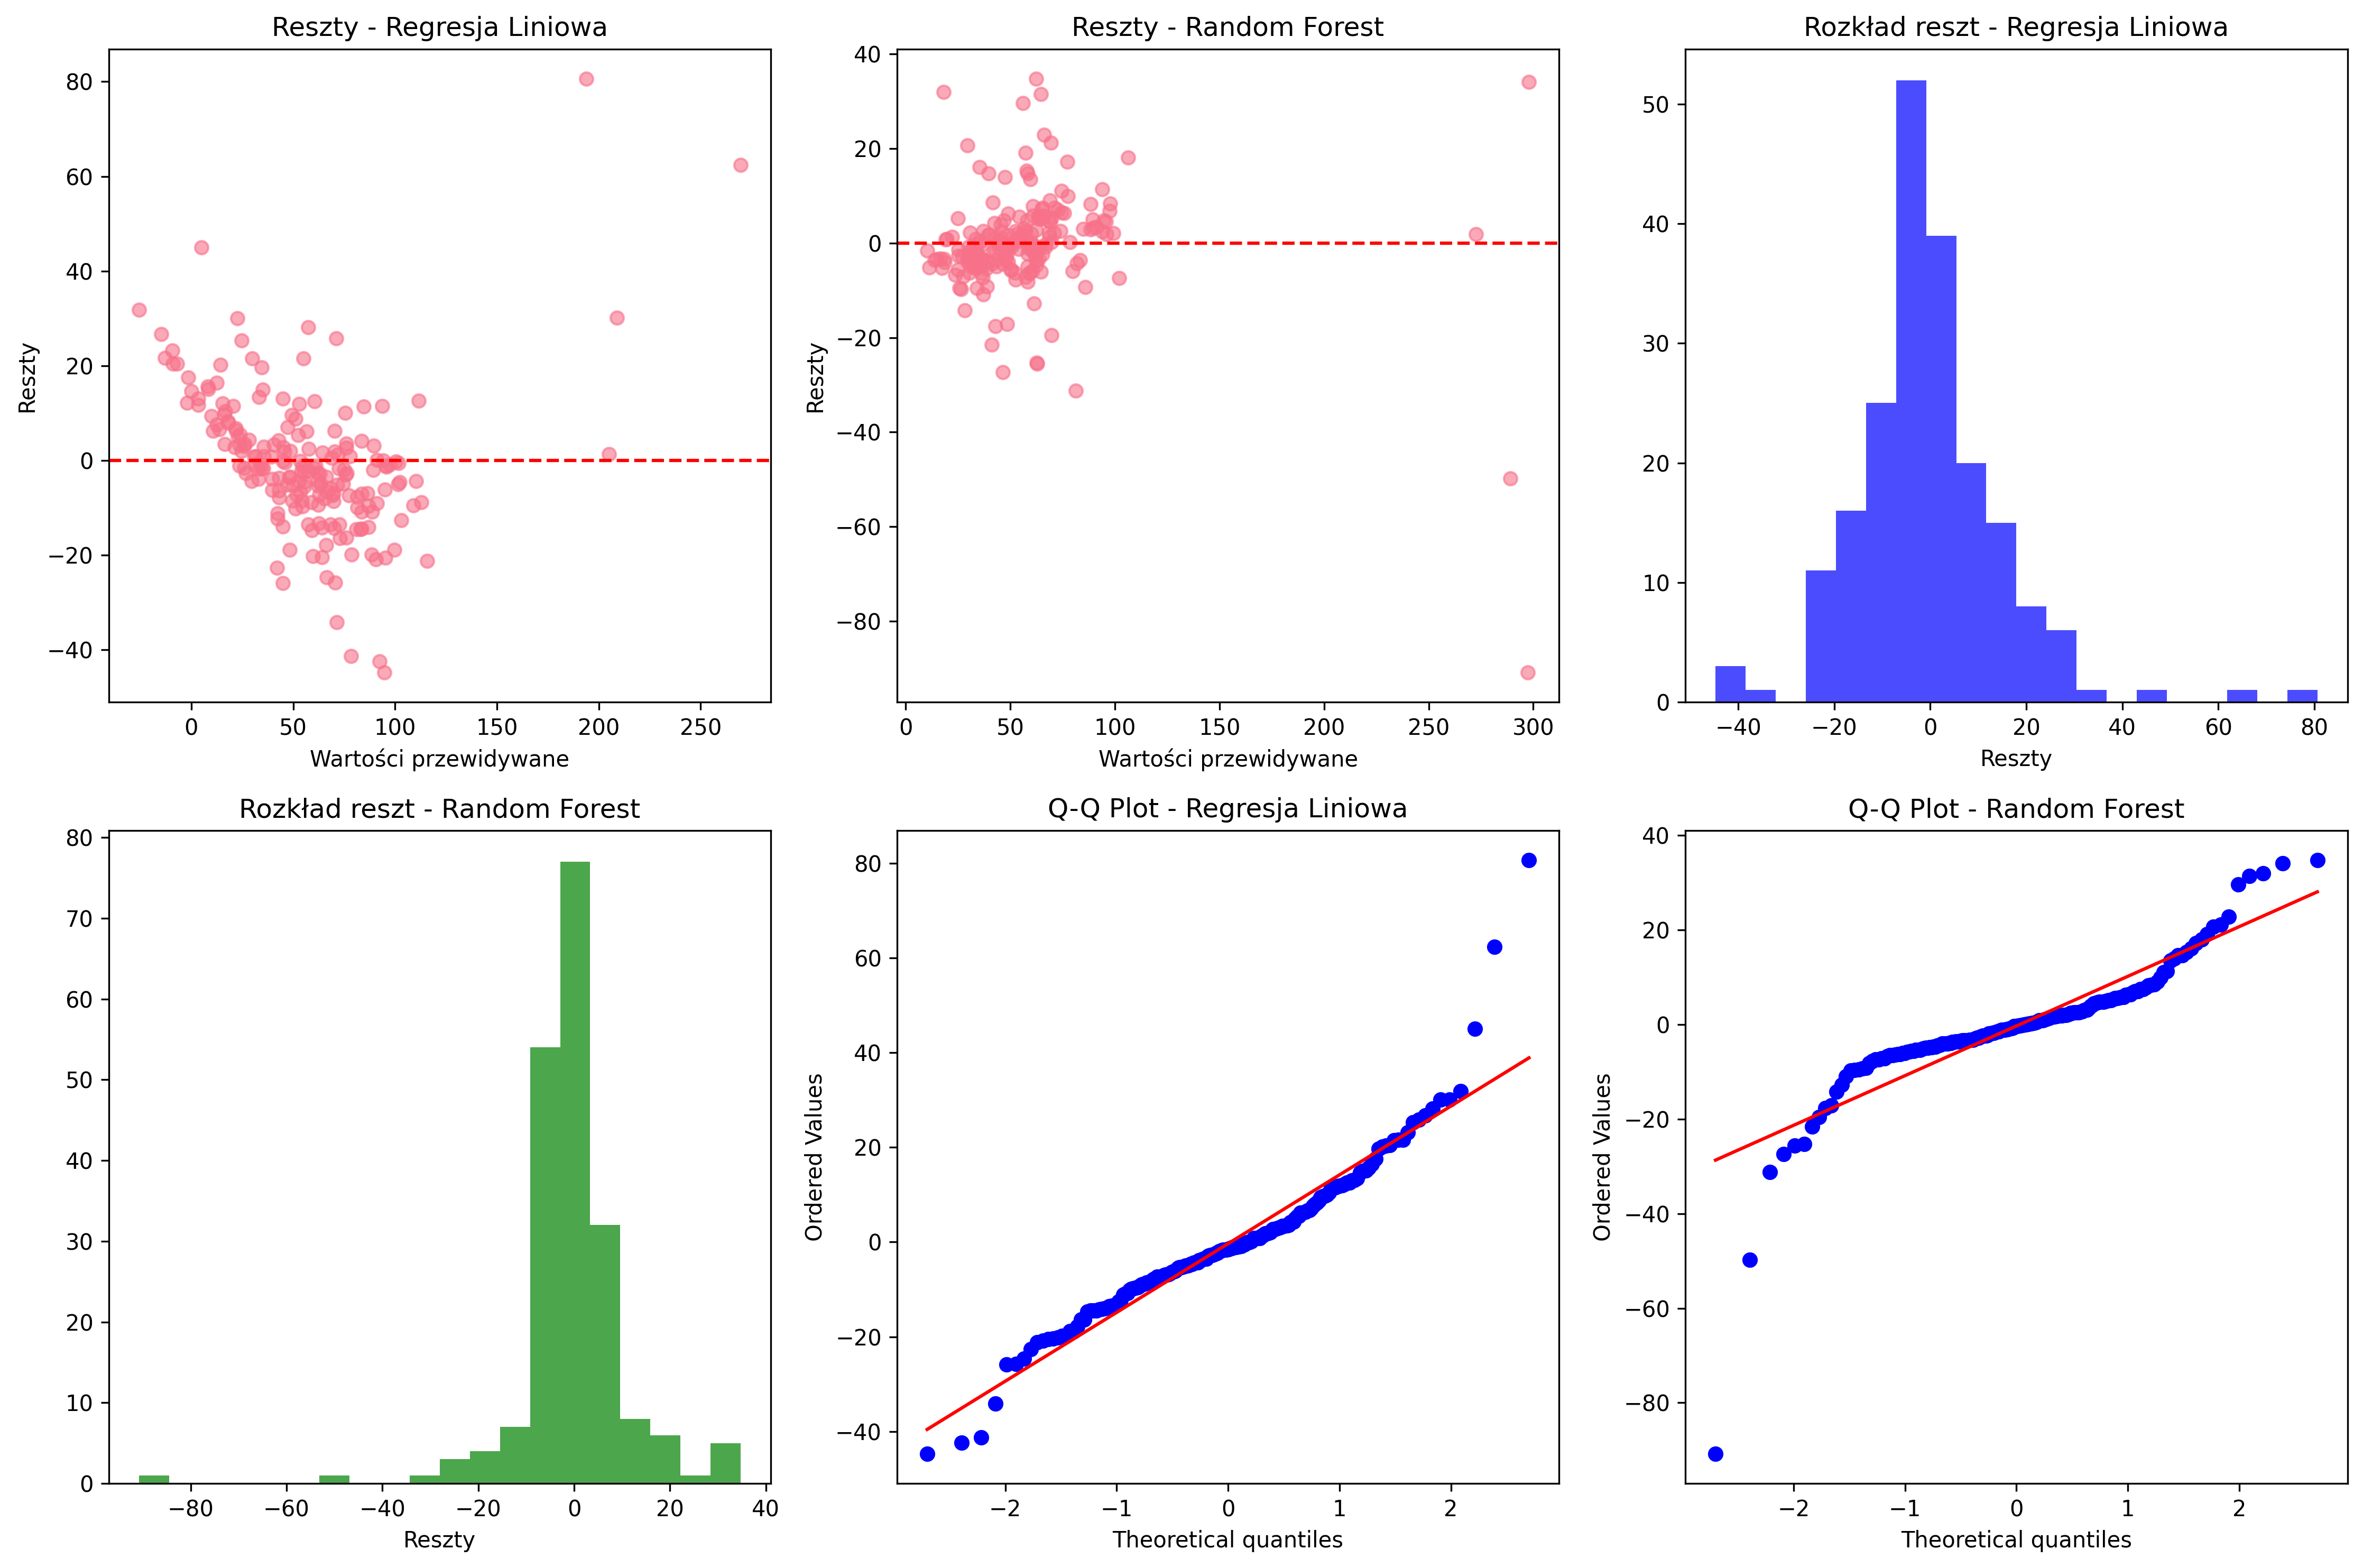 Reszty - Regresja Liniowa
80
60
40
20
0
−20
−40
Reszty
0 50 100 150 200 250
Wartości przewidywane
Reszty - Random Forest
40
20
0
−20
−40
−60
−80
Reszty
0 50 100 150 200 250 300
Wartości przewidywane
Rozkład reszt - Regresja Liniowa
50
40
30
20
10
0
−40 −20 0 20 40 60 80
Reszty
Rozkład reszt - Random Forest
80
70
60
50
40
30
20
10
0
−80 −60 −40 −20 0 20 40
Reszty
Q-Q Plot - Regresja Liniowa
80
60
40
20
0
−20
−40
Ordered Values
−2 −1 0 1 2
Theoretical quantiles
Q-Q Plot - Random Forest
40
20
0
−20
−40
−60
−80
Ordered Values
−2 −1 0 1 2
Theoretical quantiles